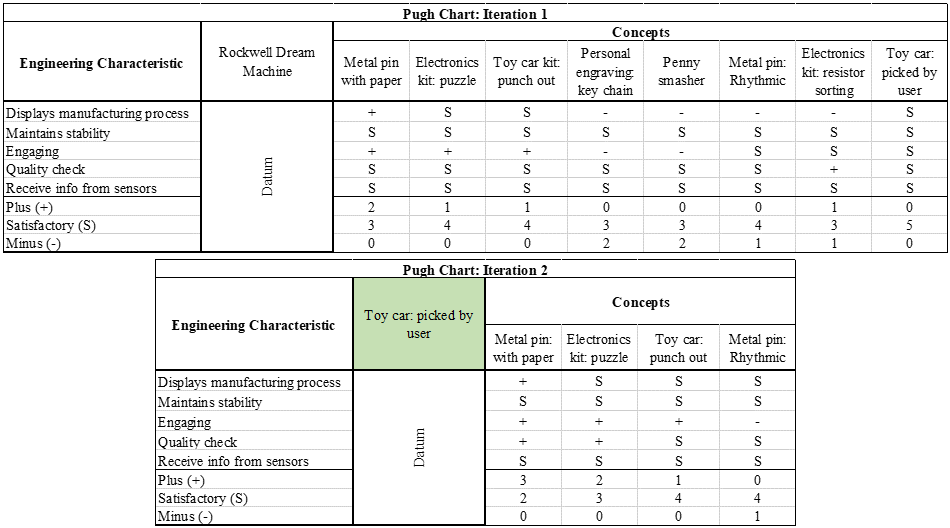 Pugh Chart: Iteration 1
Engineering Characteristic Rockwell Dream Machine Concepts
Metal pin with paper Electronics kit: puzzle Toy car kit: punch out Personal engraving: key chain Penny smasher Metal pin: Rhythmic Electronics kit: resistor sorting Toy car: picked by user
Datum
Displays manufacturing process + S S - - - - S
Maintains stability S S S S S S S S
Engaging + + + - - S S S
Quality check S S S S S S + S
Receive info from sensors S S S S S S S S
Plus (+) 2 1 1 0 0 0 1 0
Satisfactory (S) 3 4 4 3 3 4 3 5
Minus (-) 0 0 0 2 2 1 1 0
Pugh Chart: Iteration 2
Engineering Characteristic Toy car: picked by user Concepts
Metal pin: with paper Electronics kit: puzzle Toy car: punch out Metal pin: Rhythmic
Datum
Displays manufacturing process + S S S
Maintains stability S S S S
Engaging + + + -
Quality check + + S S
Receive info from sensors S S S S
Plus (+) 3 2 1 0
Satisfactory (S) 2 3 4 4
Minus (-) 0 0 0 1